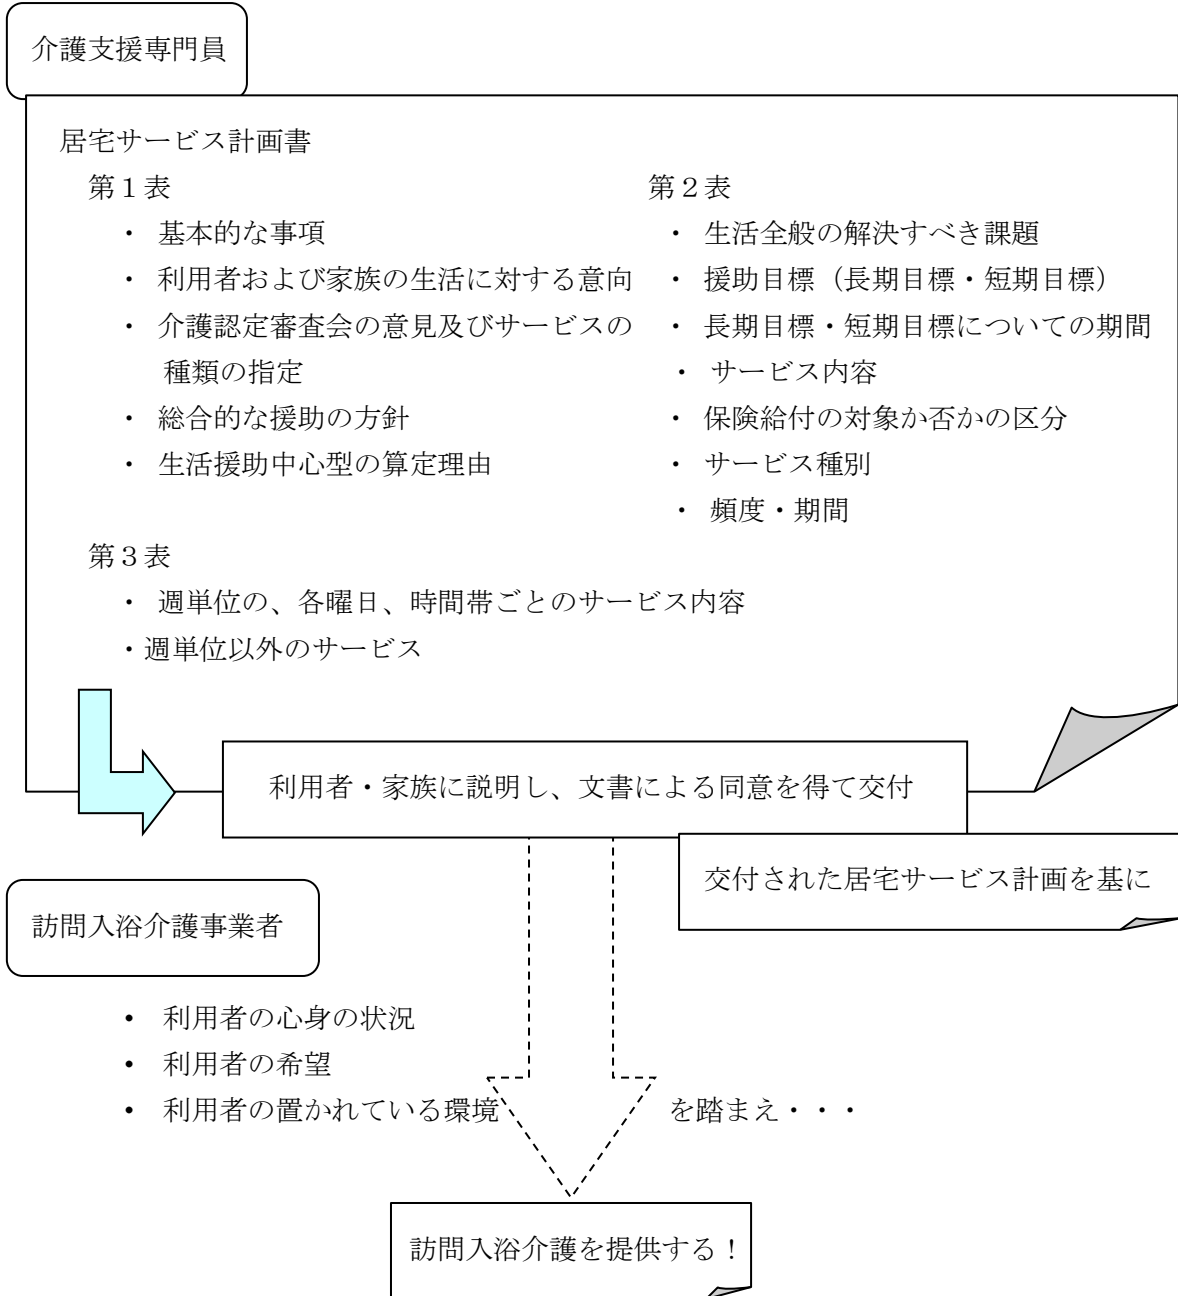 介護支援専門員
居宅サービス計画書
第１表
・ 基本的な事項
・ 利用者および家族の生活に対する意向
・ 介護認定審査会の意見及びサービスの
種類の指定
・ 総合的な援助の方針
・ 生活援助中心型の算定理由
第２表
・ 生活全般の解決すべき課題
・ 援助目標（長期目標・短期目標）
・ 長期目標・短期目標についての期間
・ サービス内容
・ 保険給付の対象か否かの区分
・ サービス種別
・ 頻度・期間
第３表
・ 週単位の、各曜日、時間帯ごとのサービス内容
・週単位以外のサービス
利用者・家族に説明し、文書による同意を得て交付
交付された居宅サービス計画を基に
訪問入浴介護事業者
・ 利用者の心身の状況
・ 利用者の希望
・ 利用者の置かれている環境 を踏まえ・・・
訪問入浴介護を提供する！